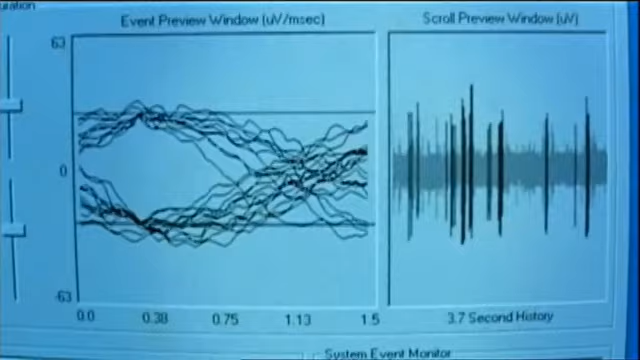 uration
Event Preview Window (uV/msec)
Scroll Preview Window (uV)
63
0
-63
0.0 0.38 0.75 1.13 1.5
3.7 Second History
System Event Monitor